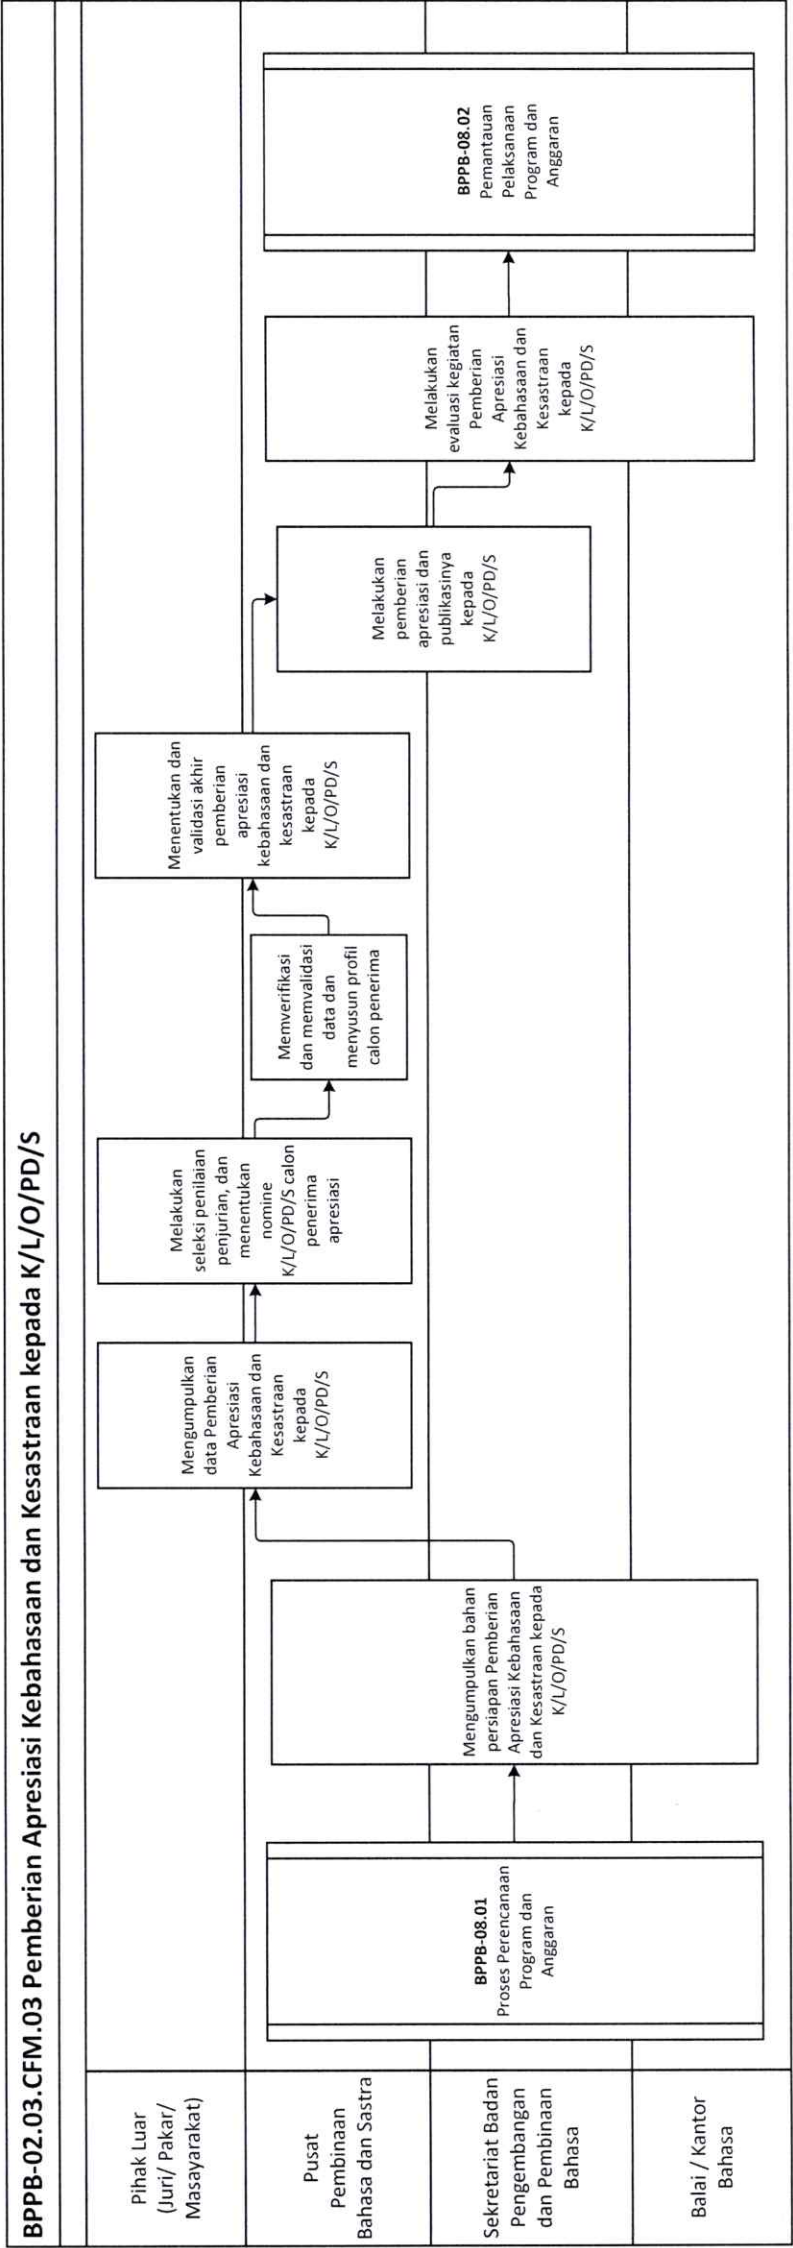 BPPB-02.03.CFM.03 Pemberian Apresiasi Kebahasaan dan Kesastraan kepada K/L/O/PD/S
Pihak Luar
(Juri/ Pakar/
Masayarakat)
Pusat
Pembinaan
Bahasa dan Sastra
Sekretariat Badan
Pengembangan
dan Pembinaan
Bahasa
Balai / Kantor
Bahasa
BPPB-08.01
Proses Perencanaan
Program dan
Anggaran
Mengumpulkan bahan
persiapan Pemberian
Apresiasi Kebahasaan
dan Kesastraan kepada
K/L/O/PD/S
Mengumpulkan
data Pemberian
Apresiasi
Kebahasaan dan
Kesastraan
kepada
K/L/O/PD/S
Melakukan
seleksi penilaian
penjurian, dan
menentukan
nomine
K/L/O/PD/S calon
penerima
apresiasi
Memverifikasi
dan memvalidasi
data dan
menyusun profil
calon penerima
Menentukan dan
validasi akhir
pemberian
apresiasi
kebahasaan dan
kesastraan
kepada
K/L/O/PD/S
Melakukan
pemberian
apresiasi dan
publikasinya
kepada
K/L/O/PD/S
Melakukan
evaluasi kegiatan
Pemberian
Apresiasi
Kebahasaan dan
Kesastraan
kepada
K/L/O/PD/S
BPPB-08.02
Pemantauan
Pelaksanaan
Program dan
Anggaran